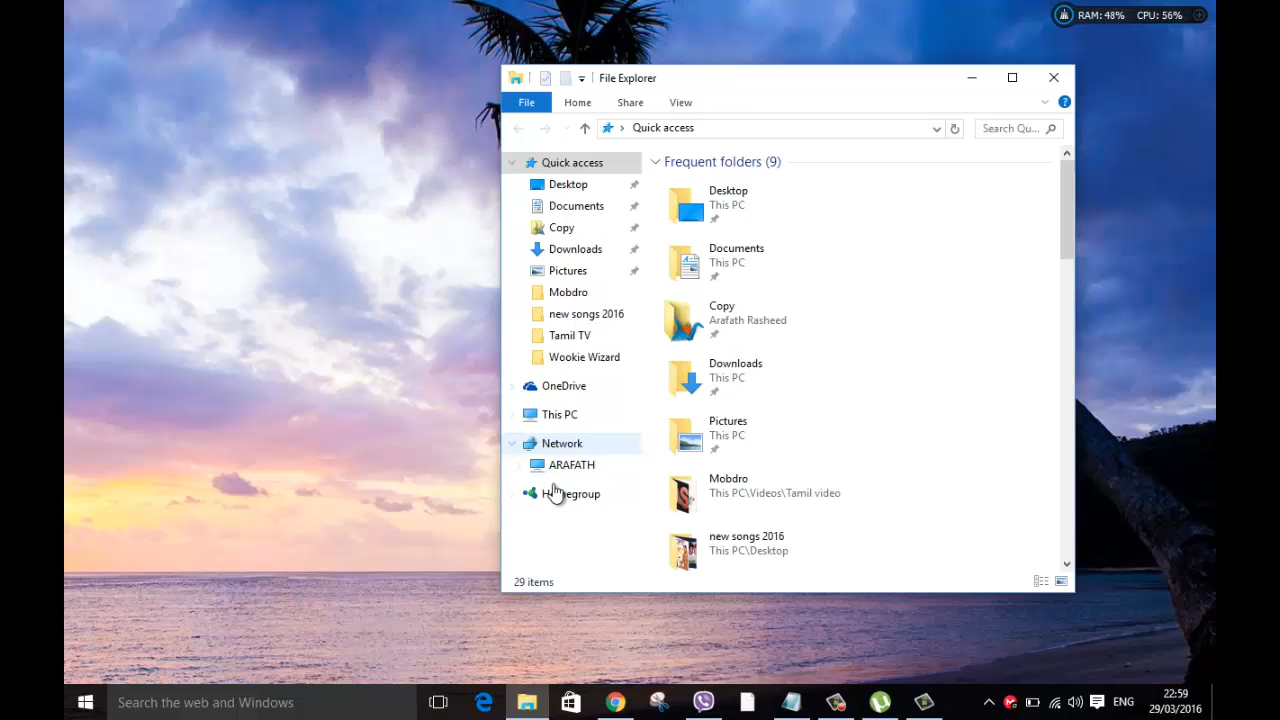 RAM: 48% CPU: 56%
File Explorer
File Home Share View
Quick access
Search Qu...
Quick access
Desktop
Documents
Copy
Downloads
Pictures
Mobdro
new songs 2016
Tamil TV
Wookie Wizard
OneDrive
This PC
Network
ARAFATH
Frequent folders (9)
Desktop
This PC
Documents
This PC
Copy
Arafath Rasheed
Downloads
This PC
Pictures
This PC
Mobdro
This PC\Videos\Tamil video
new songs 2016
This PC\Desktop
29 items
Search the web and Windows
ENG
22:59
29/03/2016